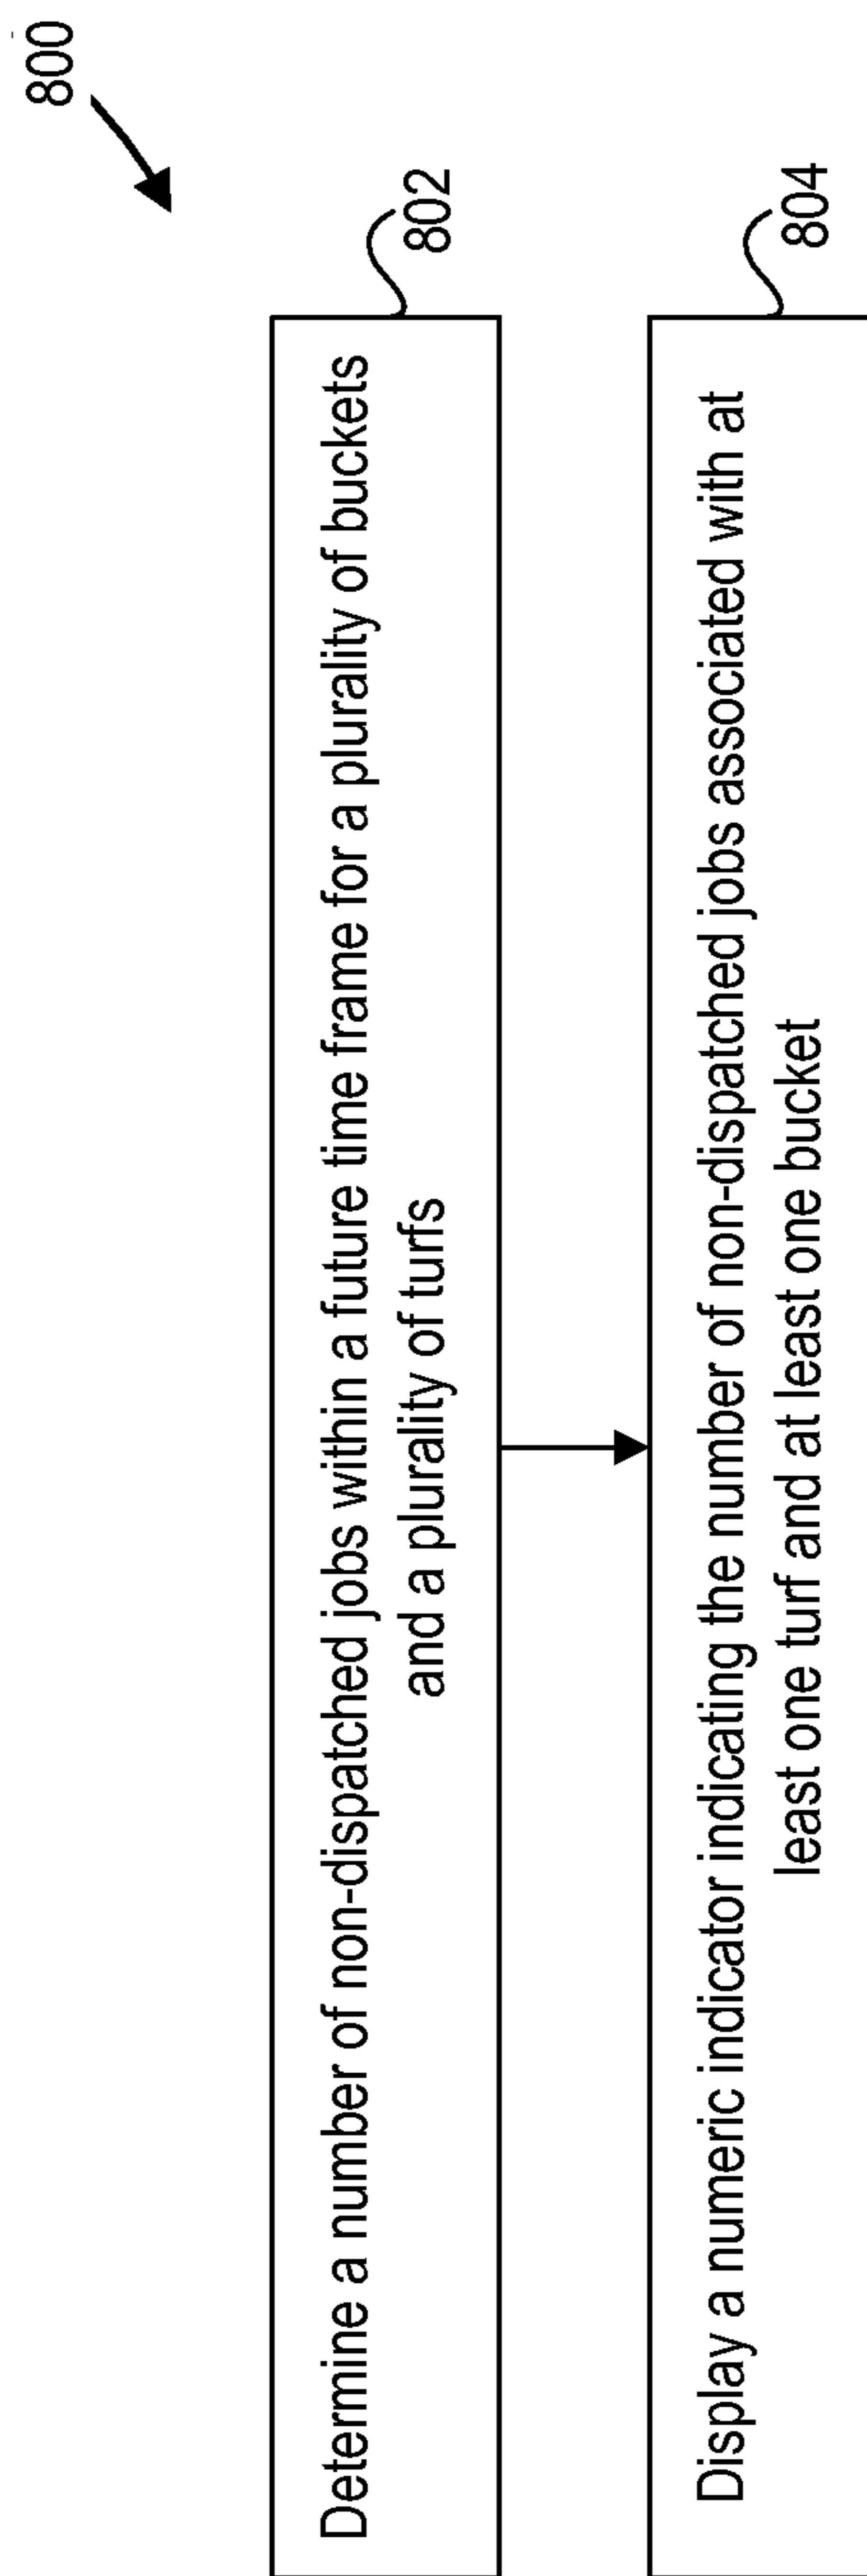 800
802
Determine a number of non-dispatched jobs within a future time frame for a plurality of buckets
and a plurality of turfs
804
Display a numeric indicator indicating the number of non-dispatched jobs associated with at
least one turf and at least one bucket